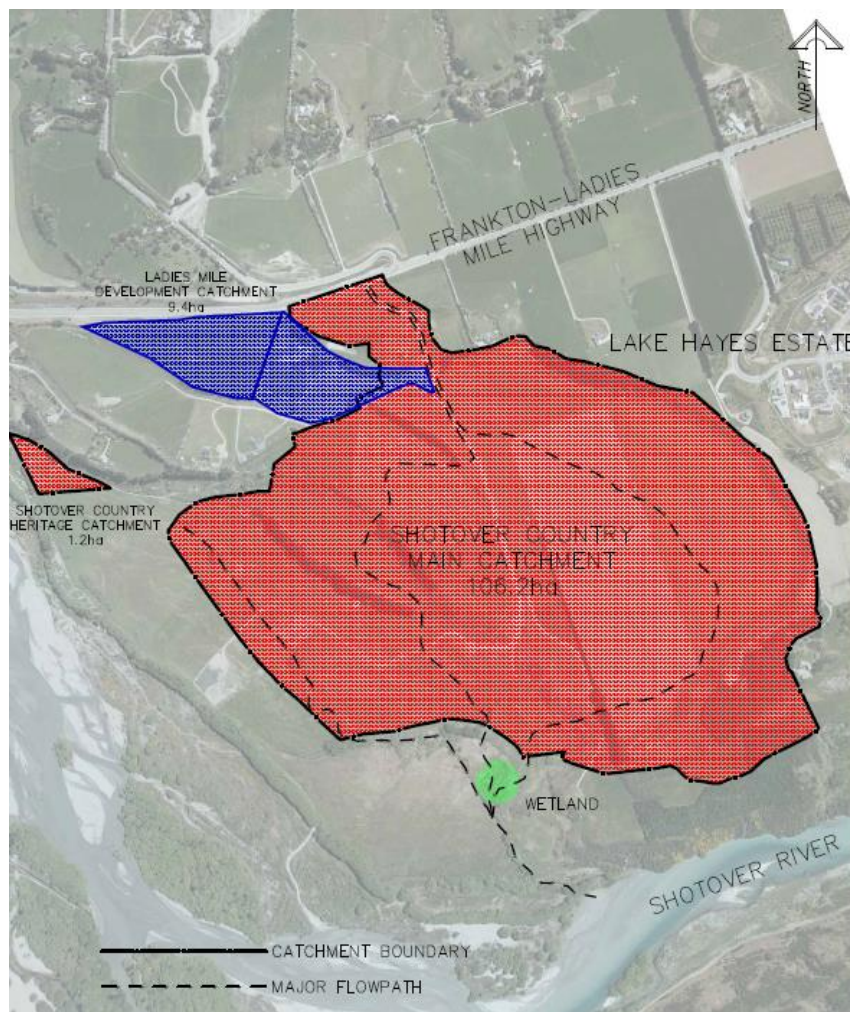 NORTH
FRANKTON-LADIES
MILE HIGHWAY
LADIES MILE
DEVELOPMENT CATCHMENT
9.4ha
LAKE HAYES ESTATE
SHOTOVER COUNTRY
HERITAGE CATCHMENT
1.2ha
SHOTOVER COUNTRY
MAIN CATCHMENT
106.2ha
WETLAND
SHOTOVER RIVER
CATCHMENT BOUNDARY
MAJOR FLOWPATH